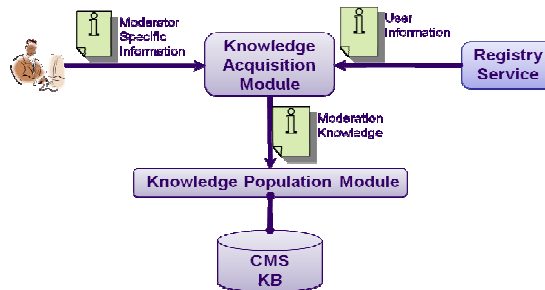 Moderator
Specific
Information
User
Information
i
i
Knowledge
Acquisition
Module
Registry
Service
i
Moderation
Knowledge
Knowledge Population Module
CMS
KB